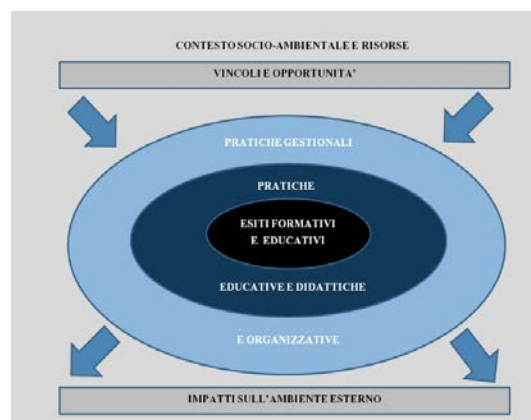 CONTESTO SOCIO-AMBIENTALE E RISORSE
VINCOLI E OPPORTUNITA'
PRATICHE GESTIONALI
PRATICHE
ESITI FORMATIVI
E EDUCATIVI
EDUCATIVE E DIDATTICHE
E ORGANIZZATIVE
IMPATTI SULL'AMBIENTE ESTERNO